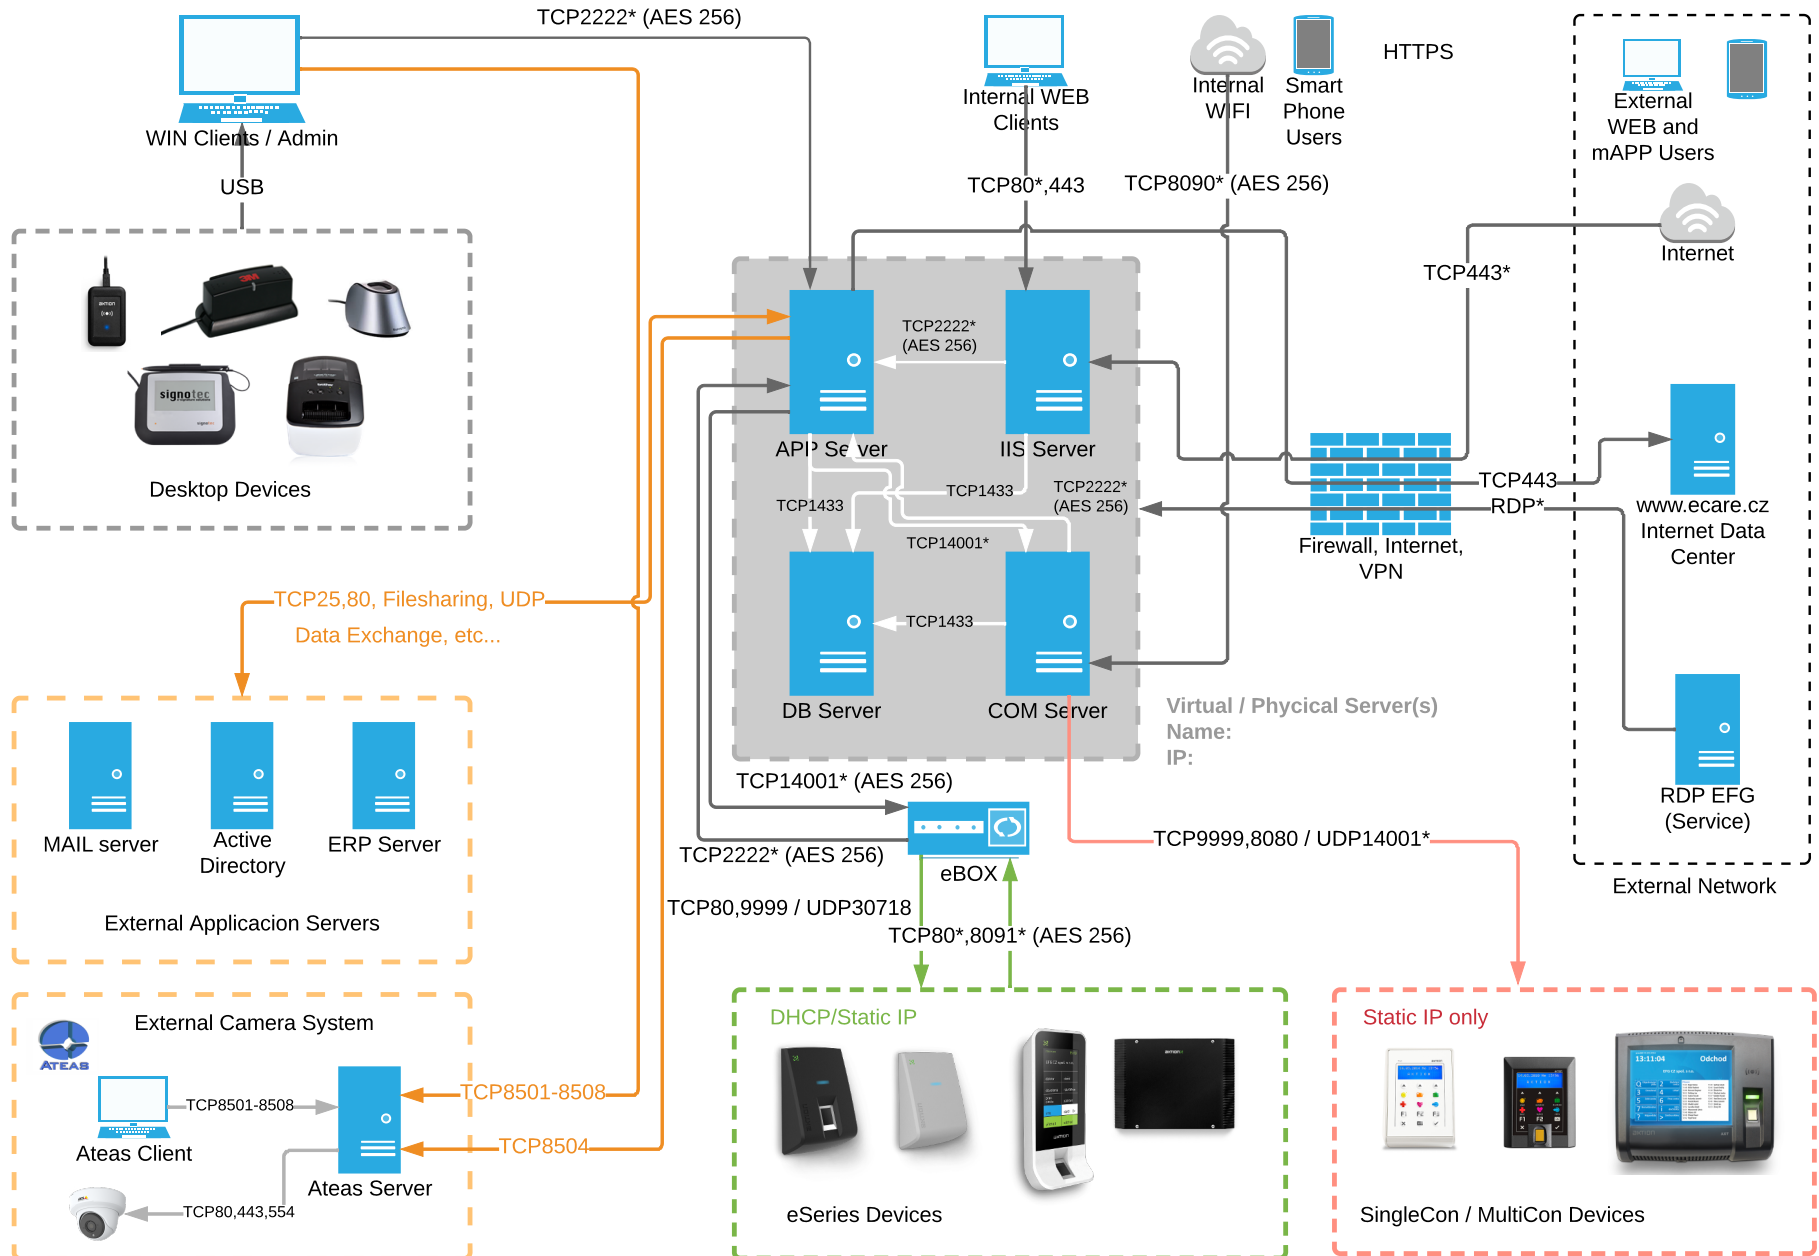 TCP2222* (AES 256)
WIN Clients / Admin
USB
Internal WEB
Clients
TCP80*,443
Internal
WIFI
Smart
Phone
Users
HTTPS
TCP8090* (AES 256)
External
WEB and
mAPP Users
Internet
TCP443*
3M
signotec
Desktop Devices
TCP2222*
(AES 256)
APP Server
IIS Server
TCP1433
TCP1433
TCP2222*
(AES 256)
TCP14001*
TCP1433
DB Server
COM Server
Virtual / Phycical Server(s)
Name:
IP:
Firewall, Internet,
VPN
TCP443
RDP*
www.ecare.cz
Internet Data
Center
RDP EFG
(Service)
External Network
TCP25,80, Filesharing, UDP
Data Exchange, etc...
MAIL server
Active
Directory
ERP Server
External Applicacion Servers
TCP14001* (AES 256)
TCP2222* (AES 256)
eBOX
TCP9999,8080 / UDP14001*
TCP80,9999 / UDP30718
TCP80*,8091* (AES 256)
External Camera System
ATEAS
TCP8501-8508
TCP8501-8508
TCP8504
Ateas Client
Ateas Server
TCP80,443,554
DHCP/Static IP
eSeries Devices
Static IP only
13:11:04
Odchod
SingleCon / MultiCon Devices